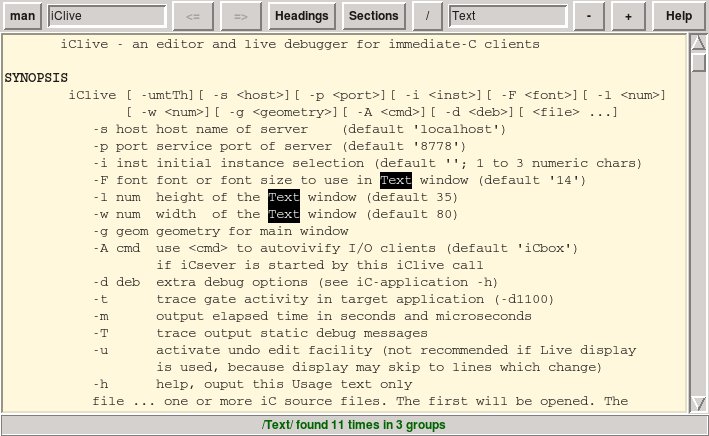 man iClive <= => Headings Sections / Text - + Help
iClive - an editor and live debugger for immediate-C clients
SYNOPSIS
iClive [ -umtTh][ -s <host>][ -p <port>][ -i <inst>][ -F <font>][ -l <num>]
[ -w <num>][ -g <geometry>][ -A <cmd>][ -d <deb>][ <file> ...]
-s host host name of server (default 'localhost')
-p port service port of server (default '8778')
-i inst initial instance selection (default ''; 1 to 3 numeric chars)
-F font font or font size to use in Text window (default '14')
-l num height of the Text window (default 35)
-w num width of the Text window (default 80)
-g geom geometry for main window
-A cmd use <cmd> to autovivify I/O clients (default 'iCbox')
if iCsever is started by this iClive call
-d deb extra debug options (see iC-application -h)
-t trace gate activity in target application (-d1100)
-m output elapsed time in seconds and microseconds
-T trace output static debug messages
-u activate undo edit facility (not recommended if Live display
is used, because display may skip to lines which change)
-h help, ouput this Usage text only
file ... one or more iC source files. The first will be opened. The
/Text/ found 11 times in 3 groups